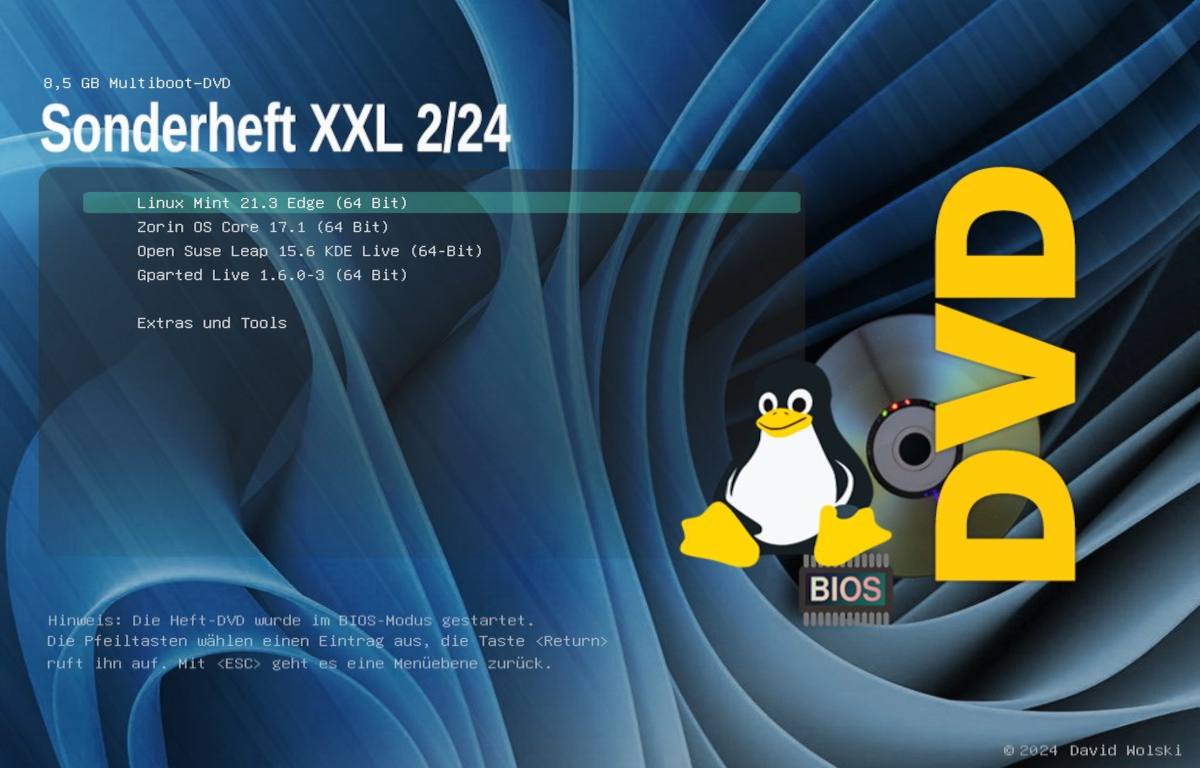 8,5 GB Multiboot-DVD
Sonderheft XXL 2/24
Linux Mint 21.3 Edge (64 Bit)
Zorin OS Core 17.1 (64 Bit)
Open Suse Leap 15.6 KDE Live (64-Bit)
Gparted Live 1.6.0-3 (64 Bit)
Extras und Tools
DVD
BIOS
Hinweis: Die Heft-DVD wurde im BIOS-Modus gestartet.
Die Pfeiltasten wählen einen Eintrag aus, die Taste <Return>
ruft ihn auf. Mit <ESC> geht es eine Menüebene zurück.
© 2024 David Wolski